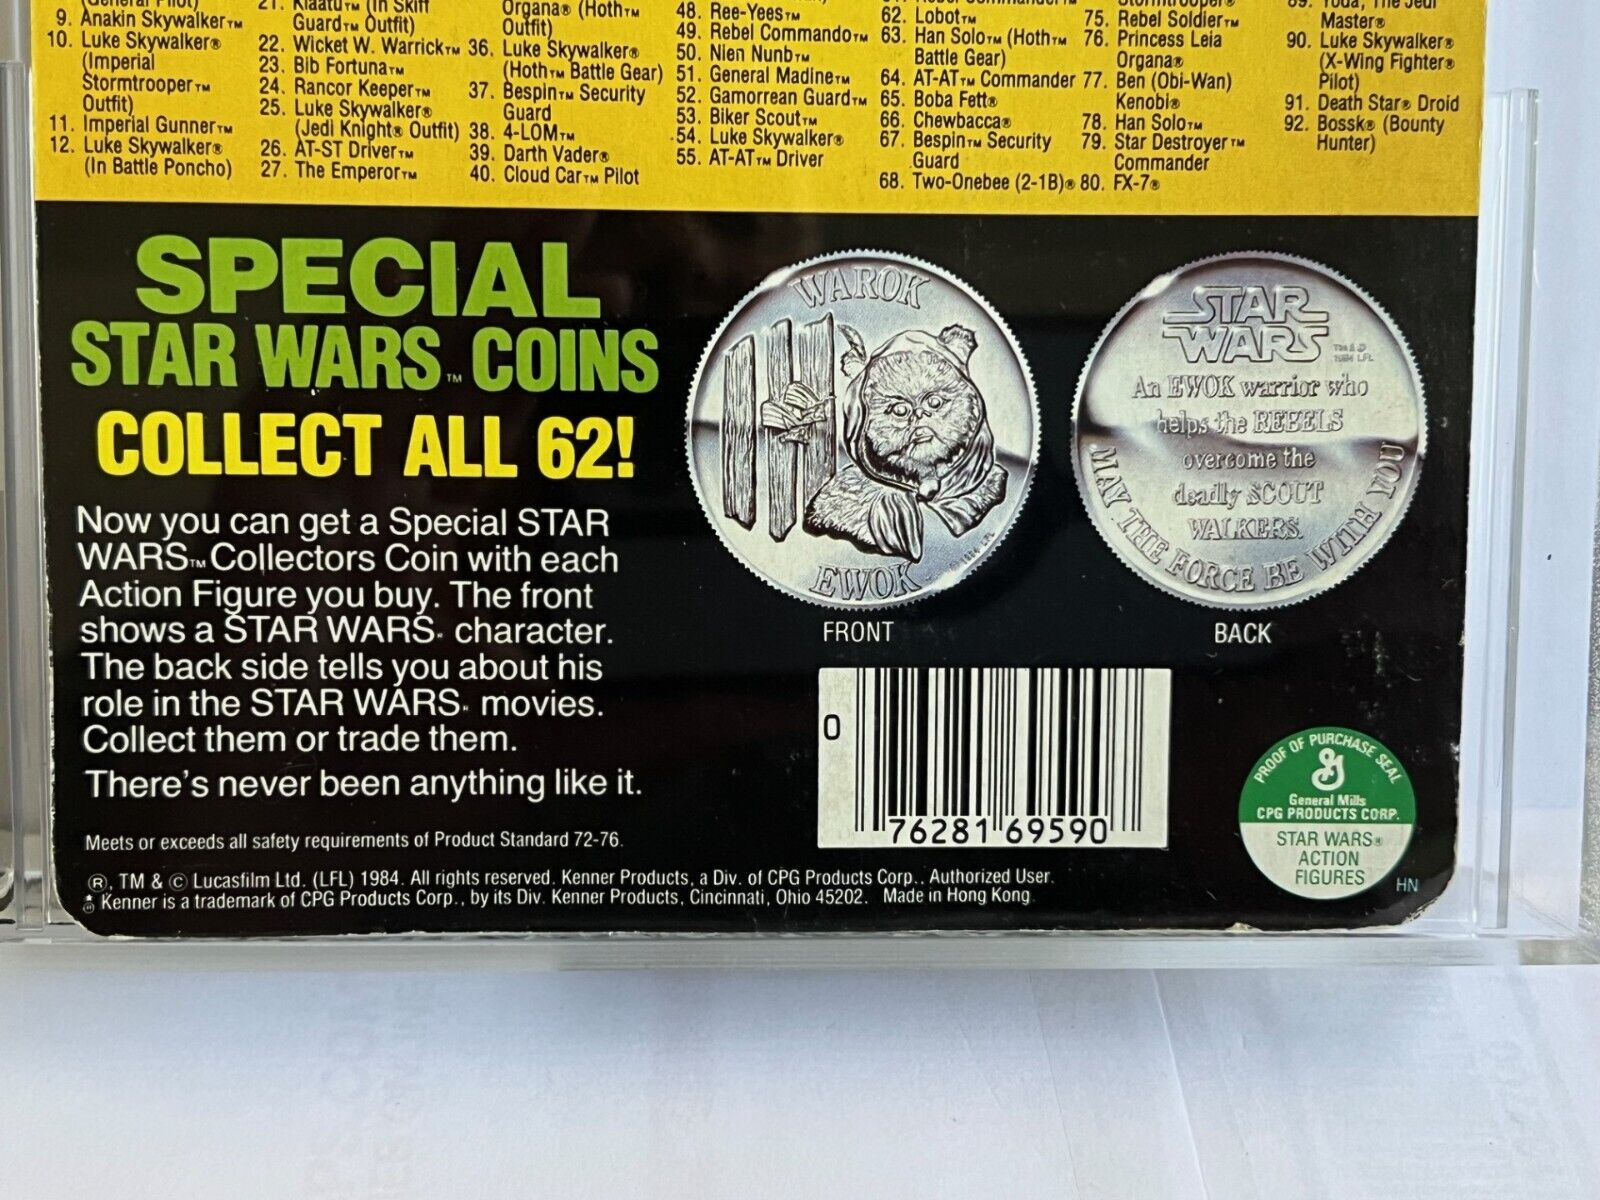 (General Pilot)
9. Anakin Skywalker™
10. Luke Skywalker®
(Imperial
Stormtrooper™
Outfit)
11. Imperial Gunner™
12. Luke Skywalker®
(In Battle Poncho)
21. Klaatu™ (In Skiff
Guard™ Outfit)
22. Wicket W. Warrick™
23. Bib Fortuna™
24. Rancor Keeper™
25. Luke Skywalker®
(Jedi Knight® Outfit)
26. AT-ST Driver™
27. The Emperor™
Organa® (Hoth™
Outfit)
36. Luke Skywalker®
(Hoth™ Battle Gear)
37. Bespin™ Security
Guard
38. 4-LOM™
39. Darth Vader®
40. Cloud Car™ Pilot
48. Ree-Yees™
49. Rebel Commando™
50. Nien Nunb™
51. General Madine™
52. Gamorrean Guard™
53. Biker Scout™
54. Luke Skywalker®
55. AT-AT™ Driver
62. Lobot™
63. Han Solo™ (Hoth™
Battle Gear)
64. AT-AT™ Commander
65. Boba Fett®
66. Chewbacca®
67. Bespin™ Security
Guard
68. Two-Onebee (2-1B)®
Stormtrooper®
75. Rebel Soldier™
76. Princess Leia
Organa®
77. Ben (Obi-Wan)
Kenobi®
78. Han Solo™
79. Star Destroyer™
Commander
80. FX-7®
89. Yoda, The Jedi
Master®
90. Luke Skywalker®
(X-Wing Fighter®
Pilot)
91. Death Star® Droid
92. Bossk® (Bounty
Hunter)
SPECIAL
STAR WARS™ COINS
COLLECT ALL 62!
Now you can get a Special STAR
WARS™ Collectors Coin with each
Action Figure you buy. The front
shows a STAR WARS® character.
The back side tells you about his
role in the STAR WARS® movies.
Collect them or trade them.
There's never been anything like it.
WAROK
EWOK
FRONT
STAR
WARS
An EWOK warrior who
helps the REBELS
overcome the
deadly SCOUT
WALKERS.
MAY THE FORCE BE WITH YOU
BACK
0
76281 69590
PROOF OF PURCHASE SEAL
General Mills
CPG PRODUCTS CORP.
STAR WARS®
ACTION
FIGURES
HN
Meets or exceeds all safety requirements of Product Standard 72-76.
®, TM & © Lucasfilm Ltd. (LFL) 1984. All rights reserved. Kenner Products, a Div. of CPG Products Corp., Authorized User.
Kenner is a trademark of CPG Products Corp., by its Div. Kenner Products, Cincinnati, Ohio 45202. Made in Hong Kong.